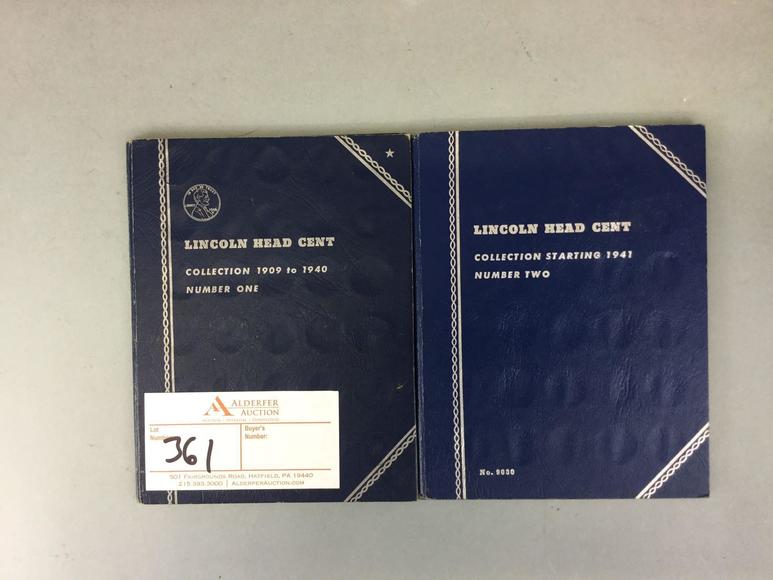 LINCOLN HEAD CENT
COLLECTION 1909 to 1940
NUMBER ONE
ALDERFER
AUCTION
Lot
Number:
361
Buyer's
Number:
501 FAIRGROUNDS ROAD, HATFIELD, PA 19440
215.393.3000 | ALDERFERAUCTION.COM
LINCOLN HEAD CENT
COLLECTION STARTING 1941
NUMBER TWO
No. 9030